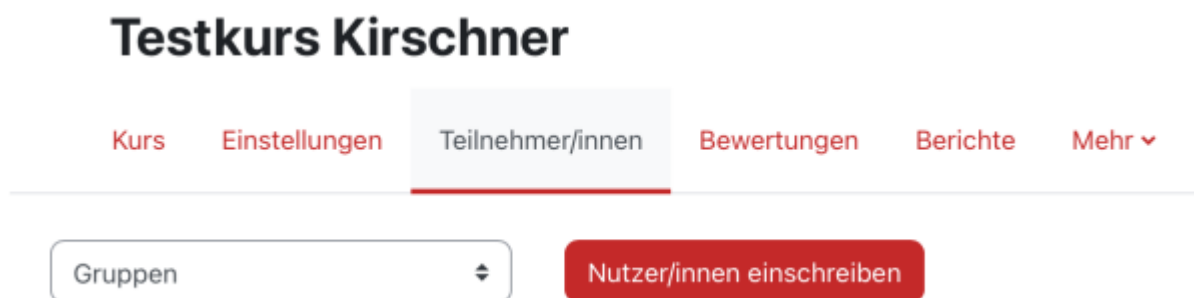 Testkurs Kirschner
Kurs Einstellungen Teilnehmer/innen Bewertungen Berichte Mehr
Gruppen Nutzer/innen einschreiben